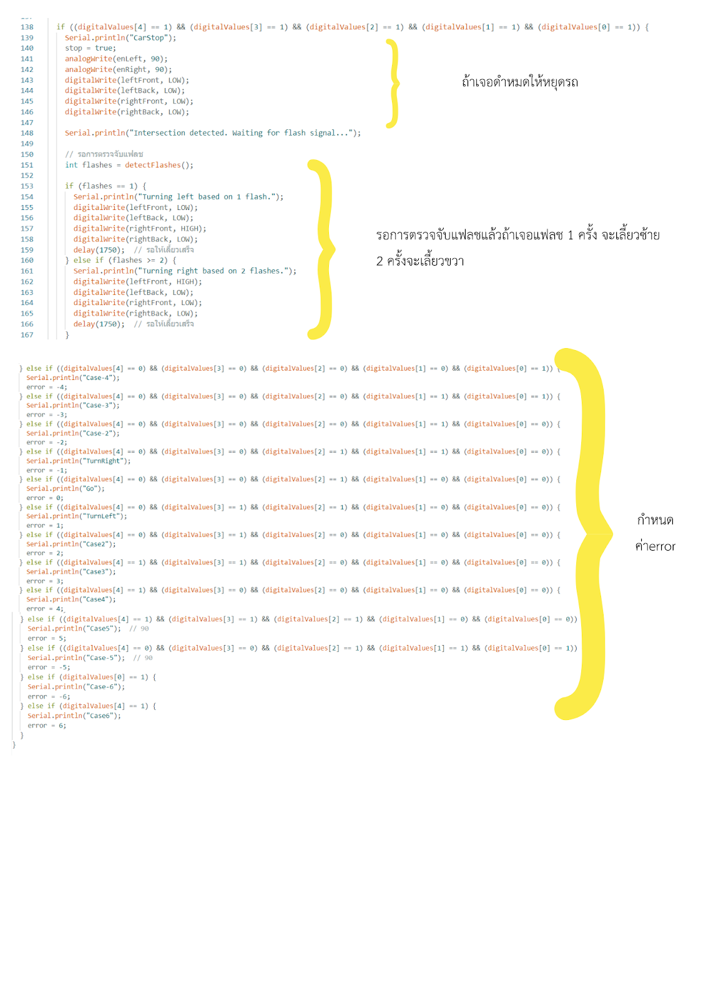 138 if ((digitalValues[4] == 1) && (digitalValues[3] == 1) && (digitalValues[2] == 1) && (digitalValues[1] == 1) && (digitalValues[0] == 1)) {
139 Serial.println("CarStop");
140 stop = true;
141 analogWrite(enLeft, 90);
142 analogWrite(enRight, 90);
143 digitalWrite(leftFront, LOW);
144 digitalWrite(leftBack, LOW);
145 digitalWrite(rightFront, LOW);
146 digitalWrite(rightBack, LOW);
147
ถ้าเจอดำหมดให้หยุดรถ
148 Serial.println("Intersection detected. Waiting for flash signal...");
149
150 // รอการตรวจจับแฟลช
151 int flashes = detectFlashes();
152
153 if (flashes == 1) {
154 Serial.println("Turning left based on 1 flash.");
155 digitalWrite(leftFront, LOW);
156 digitalWrite(leftBack, LOW);
157 digitalWrite(rightFront, HIGH);
158 digitalWrite(rightBack, LOW);
159 delay(1750); // รอให้เลี้ยวเสร็จ
160 } else if (flashes >= 2) {
161 Serial.println("Turning right based on 2 flashes.");
162 digitalWrite(leftFront, HIGH);
163 digitalWrite(leftBack, LOW);
164 digitalWrite(rightFront, LOW);
165 digitalWrite(rightBack, LOW);
166 delay(1750); // รอให้เลี้ยวเสร็จ
167 }
รอการตรวจจับแฟลชแล้วถ้าเจอแฟลช 1 ครั้ง จะเลี้ยวซ้าย
2 ครั้งจะเลี้ยวขวา
} else if ((digitalValues[4] == 0) && (digitalValues[3] == 0) && (digitalValues[2] == 0) && (digitalValues[1] == 0) && (digitalValues[0] == 1)) {
Serial.println("Case-4");
error = -4;
} else if ((digitalValues[4] == 0) && (digitalValues[3] == 0) && (digitalValues[2] == 0) && (digitalValues[1] == 1) && (digitalValues[0] == 1)) {
Serial.println("Case-3");
error = -3;
} else if ((digitalValues[4] == 0) && (digitalValues[3] == 0) && (digitalValues[2] == 0) && (digitalValues[1] == 1) && (digitalValues[0] == 0)) {
Serial.println("Case-2");
error = -2;
} else if ((digitalValues[4] == 0) && (digitalValues[3] == 0) && (digitalValues[2] == 1) && (digitalValues[1] == 1) && (digitalValues[0] == 0)) {
Serial.println("TurnRight");
error = -1;
} else if ((digitalValues[4] == 0) && (digitalValues[3] == 0) && (digitalValues[2] == 1) && (digitalValues[1] == 0) && (digitalValues[0] == 0)) {
Serial.println("Go");
error = 0;
} else if ((digitalValues[4] == 0) && (digitalValues[3] == 1) && (digitalValues[2] == 1) && (digitalValues[1] == 0) && (digitalValues[0] == 0)) {
Serial.println("TurnLeft");
error = 1;
} else if ((digitalValues[4] == 0) && (digitalValues[3] == 1) && (digitalValues[2] == 0) && (digitalValues[1] == 0) && (digitalValues[0] == 0)) {
Serial.println("Case2");
error = 2;
} else if ((digitalValues[4] == 1) && (digitalValues[3] == 1) && (digitalValues[2] == 0) && (digitalValues[1] == 0) && (digitalValues[0] == 0)) {
Serial.println("Case3");
error = 3;
} else if ((digitalValues[4] == 1) && (digitalValues[3] == 0) && (digitalValues[2] == 0) && (digitalValues[1] == 0) && (digitalValues[0] == 0)) {
Serial.println("Case4");
error = 4;
} else if ((digitalValues[4] == 1) && (digitalValues[3] == 1) && (digitalValues[2] == 1) && (digitalValues[1] == 0) && (digitalValues[0] == 0))
Serial.println("Case5"); // 90
error = 5;
} else if ((digitalValues[4] == 0) && (digitalValues[3] == 0) && (digitalValues[2] == 1) && (digitalValues[1] == 1) && (digitalValues[0] == 1))
Serial.println("Case-5"); // 90
error = -5;
} else if (digitalValues[0] == 1) {
Serial.println("Case-6");
error = -6;
} else if (digitalValues[4] == 1) {
Serial.println("Case6");
error = 6;
}
}
กำหนด
ค่าerror